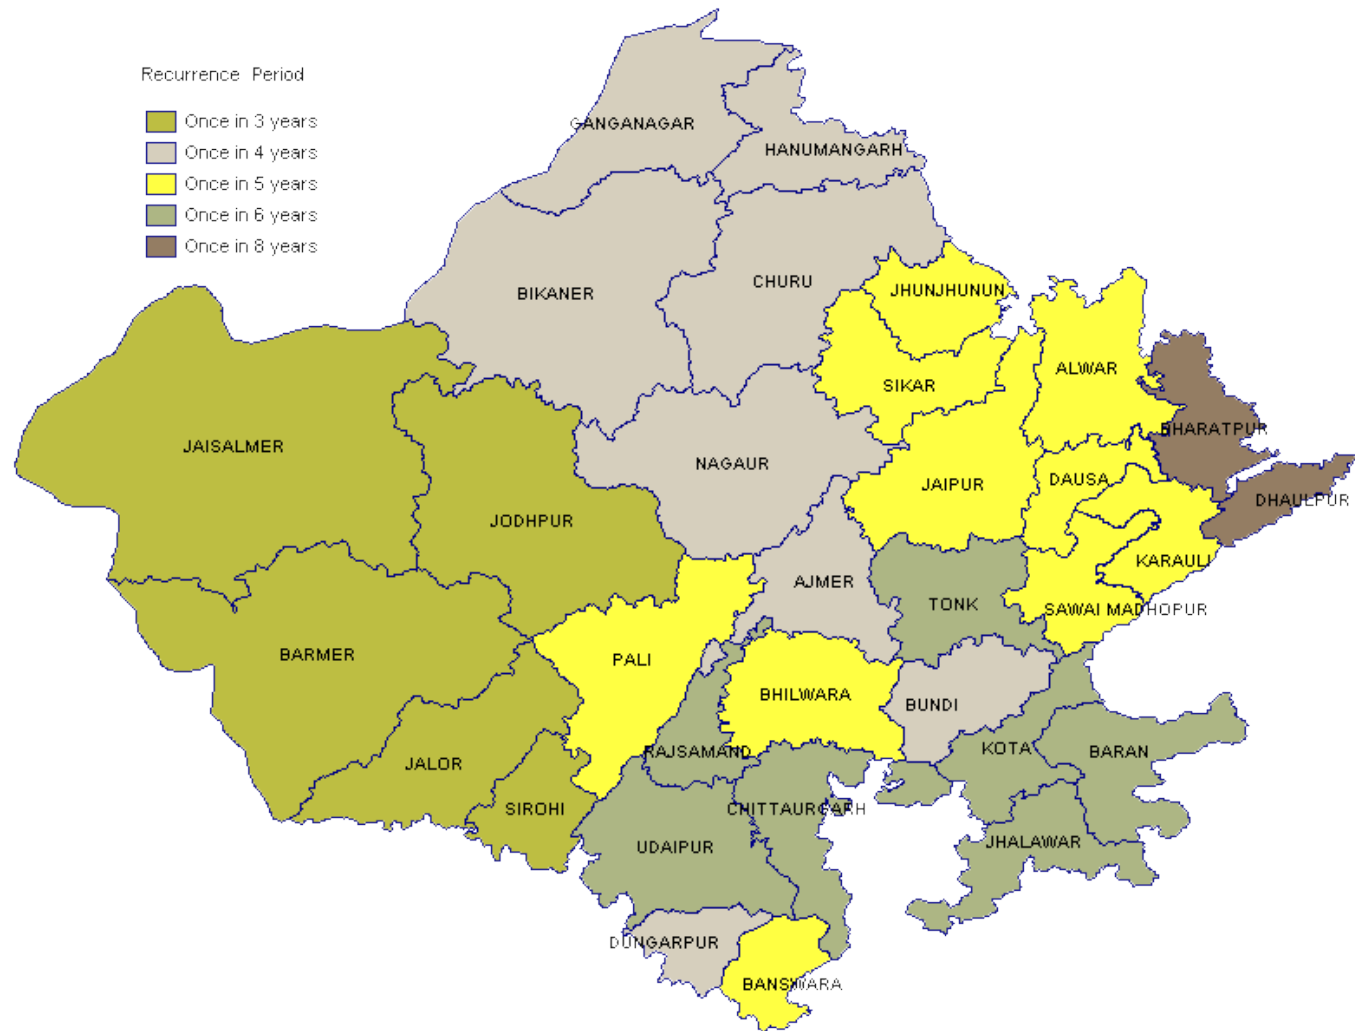 Recurrence Period
Once in 3 years
Once in 4 years
Once in 5 years
Once in 6 years
Once in 8 years
GANGANAGAR
HANUMANGARH
BIKANER
CHURU
JHUNJHUNUN
SIKAR
ALWAR
JAISALMER
BHARATPUR
NAGAUR
JAIPUR
DAUSA
DHAULPUR
JODHPUR
KARAULI
AJMER
TONK
SAWAI MADHOPUR
BARMER
PALI
BHILWARA
BUNDI
RAJSAMAND
KOTA
BARAN
JALOR
SIROHI
CHITTAURGARH
UDAIPUR
JHALAWAR
DUNGARPUR
BANSWARA